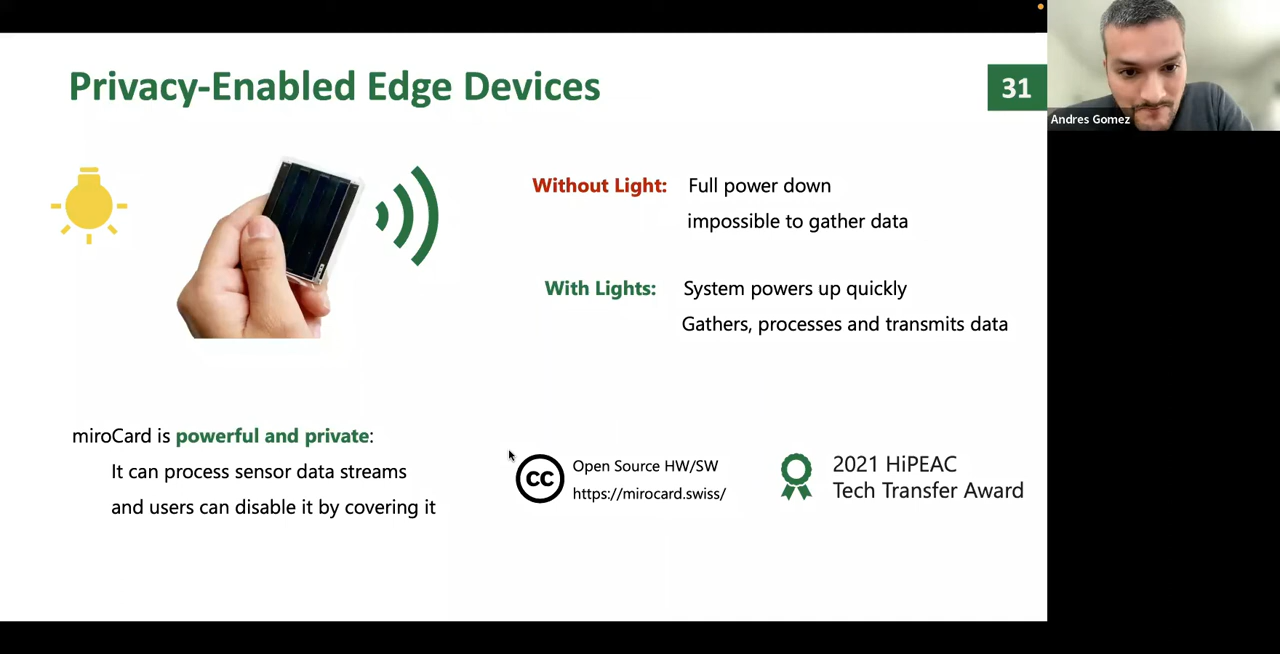 Privacy-Enabled Edge Devices
31
Andres Gomez
Without Light: Full power down
impossible to gather data
With Lights: System powers up quickly
Gathers, processes and transmits data
miroCard is powerful and private:
It can process sensor data streams
and users can disable it by covering it
cc
Open Source HW/SW
https://mirocard.swiss/
2021 HiPEAC
Tech Transfer Award